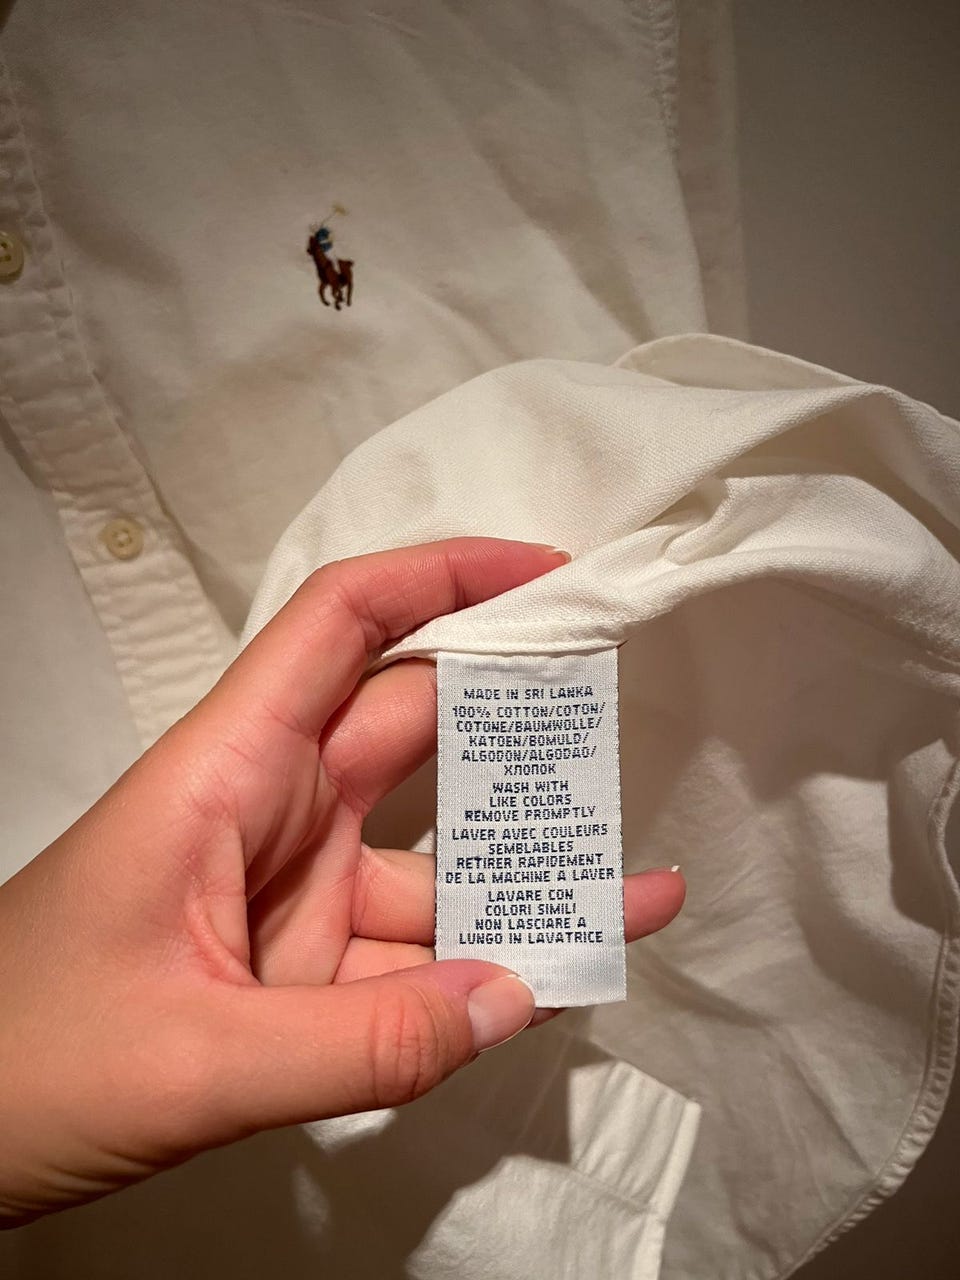 MADE IN SRI LANKA
100% COTTON/COTON/
COTONE/BAUMWOLLE/
KATOEN/BOMULD/
ALGODON/ALGODAO/
ХЛОПОК
WASH WITH
LIKE COLORS
REMOVE PROMPTLY
LAVER AVEC COULEURS
SEMBLABLES
RETIRER RAPIDEMENT
DE LA MACHINE A LAVER
LAVARE CON
COLORI SIMILI
NON LASCIARE A
LUNGO IN LAVATRICE